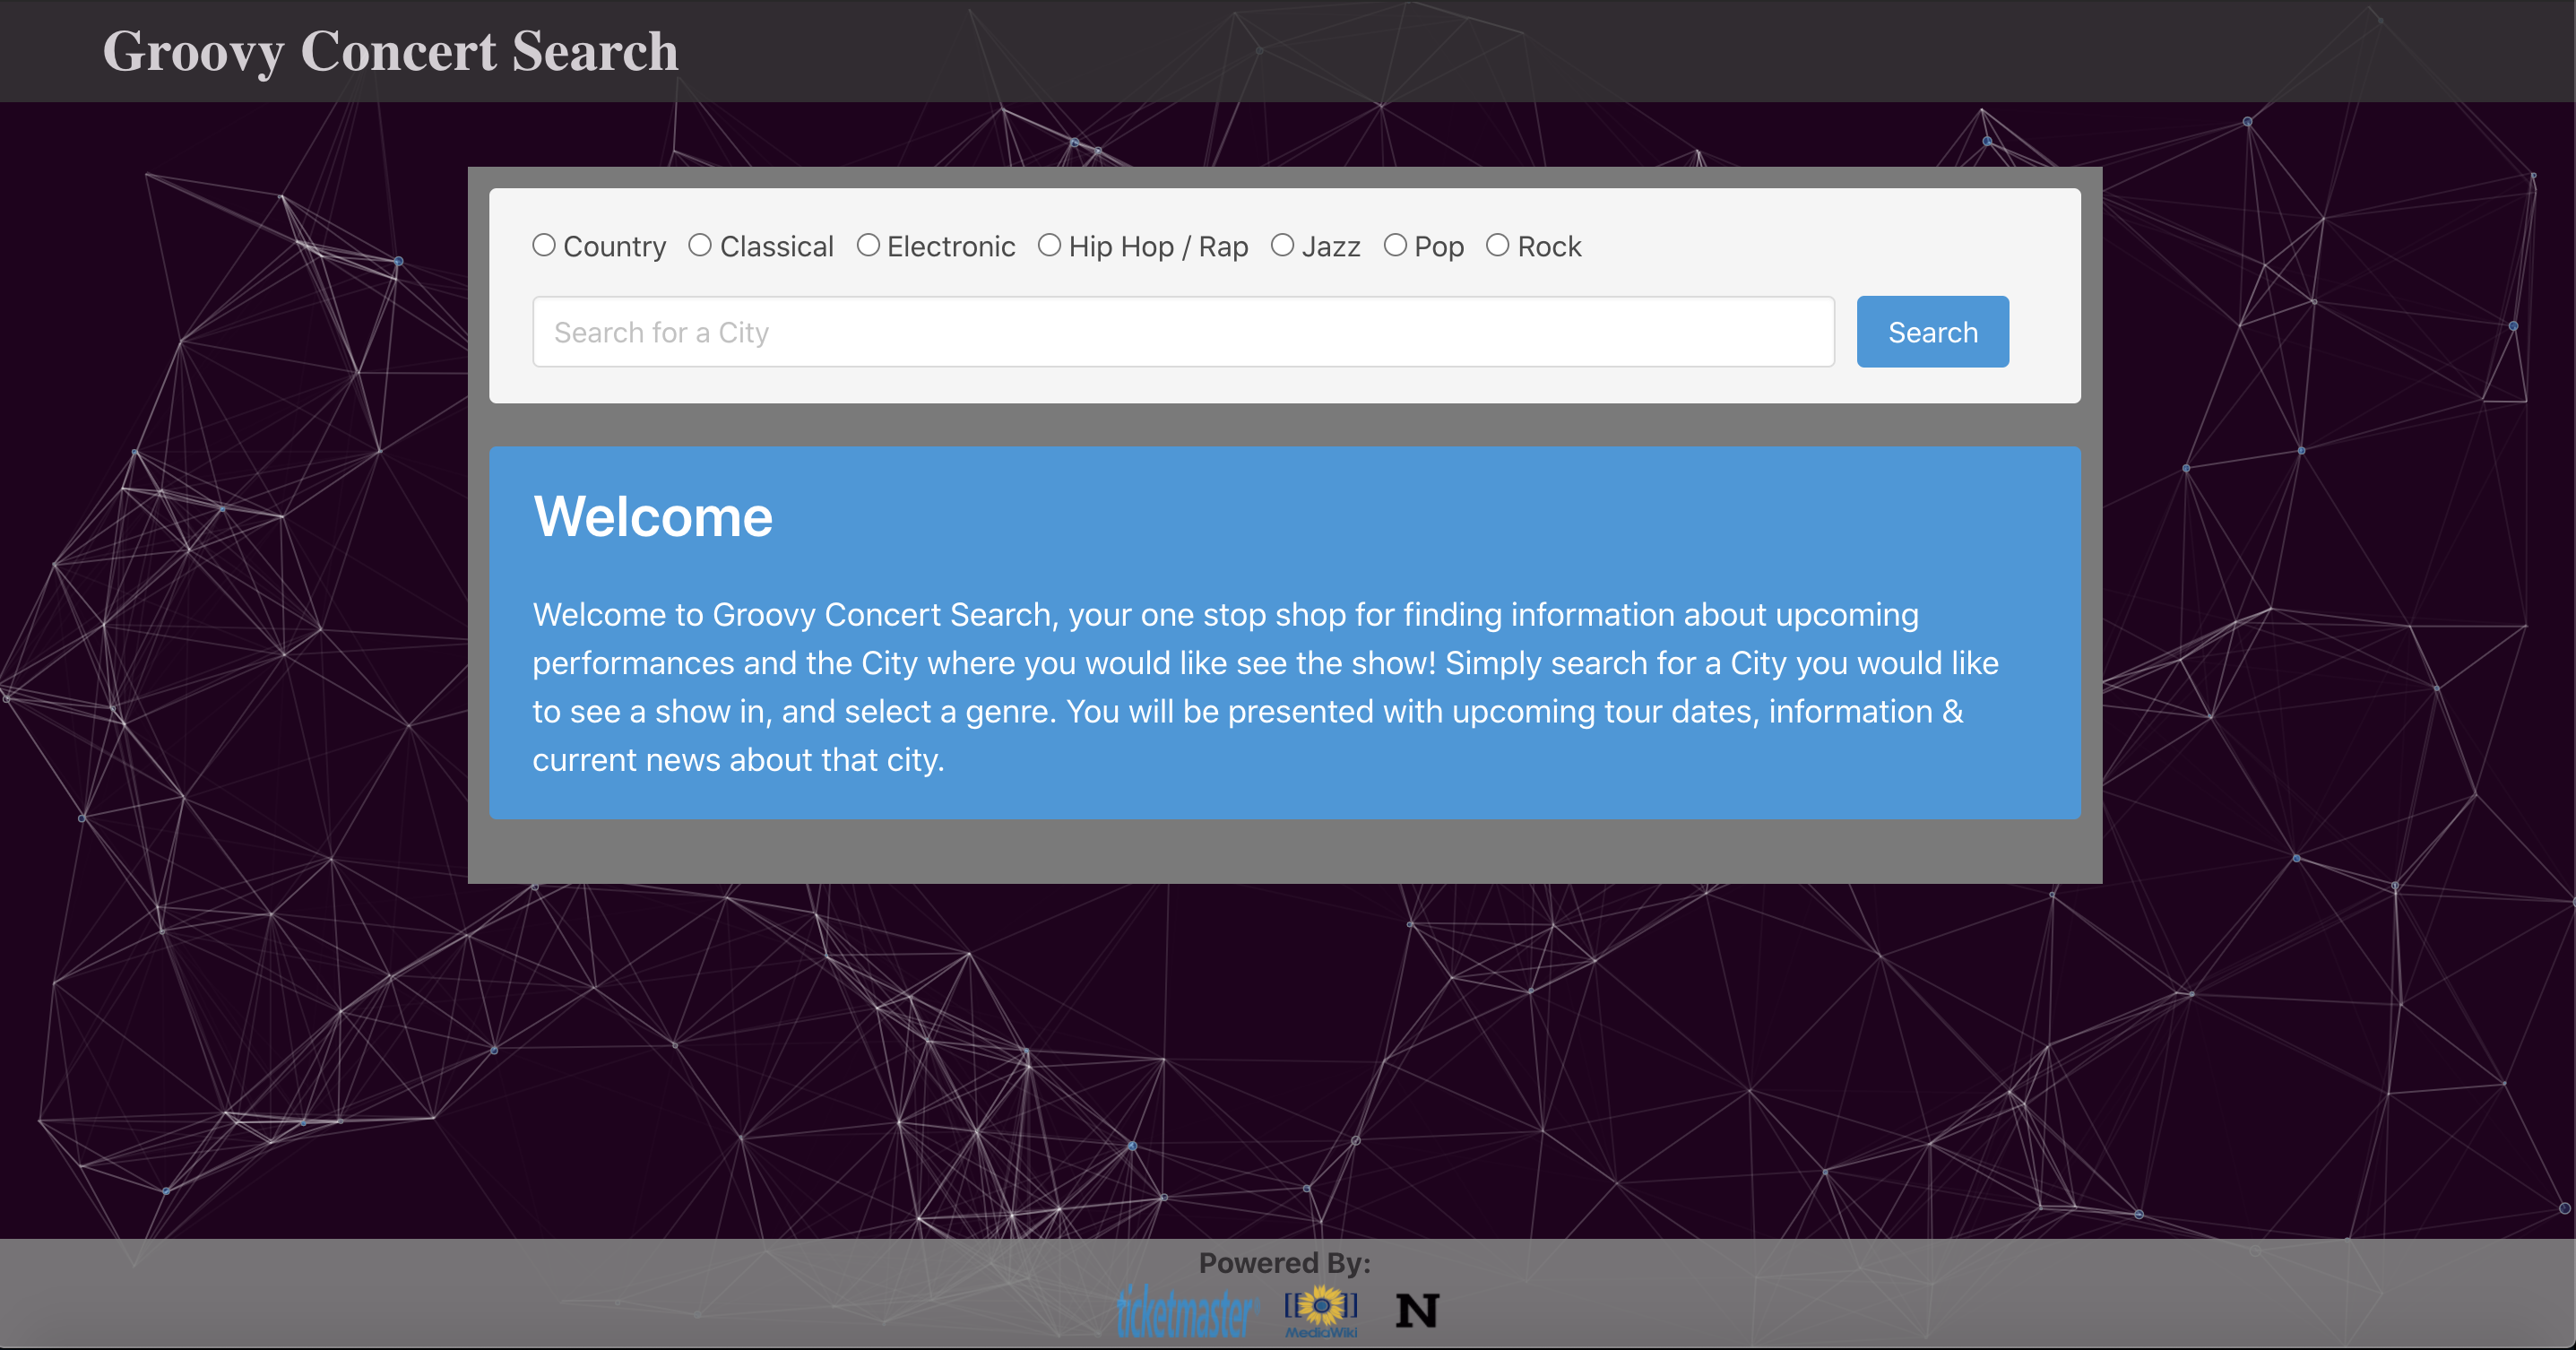 Groovy Concert Search
Country Classical Electronic Hip Hop / Rap Jazz Pop Rock
Search for a City Search
Welcome
Welcome to Groovy Concert Search, your one stop shop for finding information about upcoming
performances and the City where you would like see the show! Simply search for a City you would like
to see a show in, and select a genre. You will be presented with upcoming tour dates, information &
current news about that city.
Powered By:
ticketmaster [[ ]] MediaWiki N